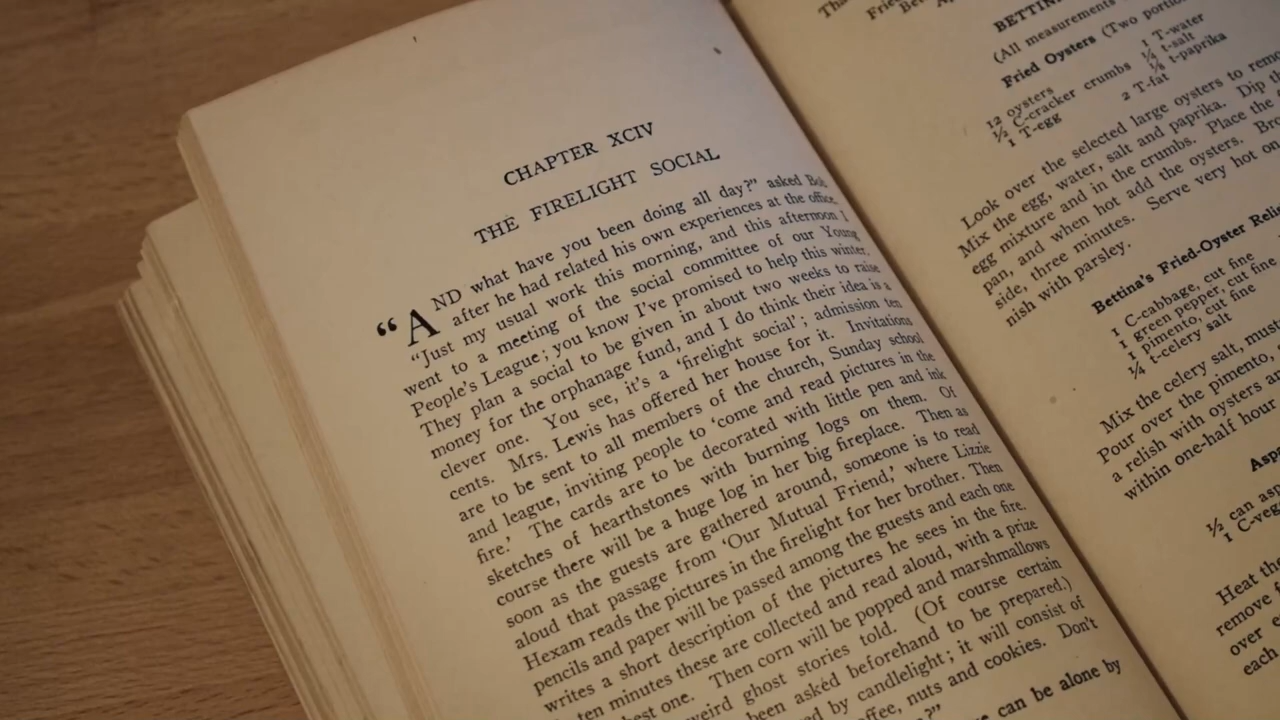 CHAPTER XCIV
THE FIRELIGHT SOCIAL
“AND what have you been doing all day?” asked Bob
after he had related his own experiences at the office.
“Just my usual work this morning, and this afternoon I
went to a meeting of the social committee of our Young
People's League; you know I've promised to help this winter.
They plan a social to be given in about two weeks to raise
money for the orphanage fund, and I do think their idea is a
clever one. You see, it's a ‘firelight social’; admission ten
cents. Mrs. Lewis has offered her house for it. Invitations
are to be sent to all members of the church, Sunday school
and league, inviting people to ‘come and read pictures in the
fire.’ The cards are to be decorated with little pen and ink
sketches of hearthstones with burning logs on them. Of
course there will be a huge log in her big fireplace. Then as
soon as the guests are gathered around, someone is to read
aloud that passage from ‘Our Mutual Friend,’ where Lizzie
Hexam reads the pictures in the firelight for her brother. Then
pencils and paper will be passed among the guests and each one
writes a short description of the pictures he sees in the fire.
ten minutes these are collected and read aloud, with a prize
best one. Then corn will be popped and marshmallows
weird ghost stories told. (Of course certain
been asked beforehand to be prepared.)
by candlelight; it will consist of
nuts and cookies. Don't
can be alone by
BETTIN
(All measurements
Fried Oysters (Two portio
12 oysters
½ C-cracker crumbs
1 T-egg
1 T-water
¼ t-salt
⅛ t-paprika
2 T-fat
Look over the selected large oysters to remo
Mix the egg, water, salt and paprika. Dip th
egg mixture and in the crumbs. Place the
pan, and when hot add the oysters. Bro
side, three minutes. Serve very hot on
nish with parsley.
Bettina's Fried-Oyster Reli
1 C-cabbage, cut fine
1 green pepper, cut fine
1 pimento, cut fine
¼ t-celery salt
Mix the celery salt, must
Pour over the pimento,
a relish with oysters an
within one-half hour
Asp
½ can asp
1 C-veg
Heat the
remove
over
each